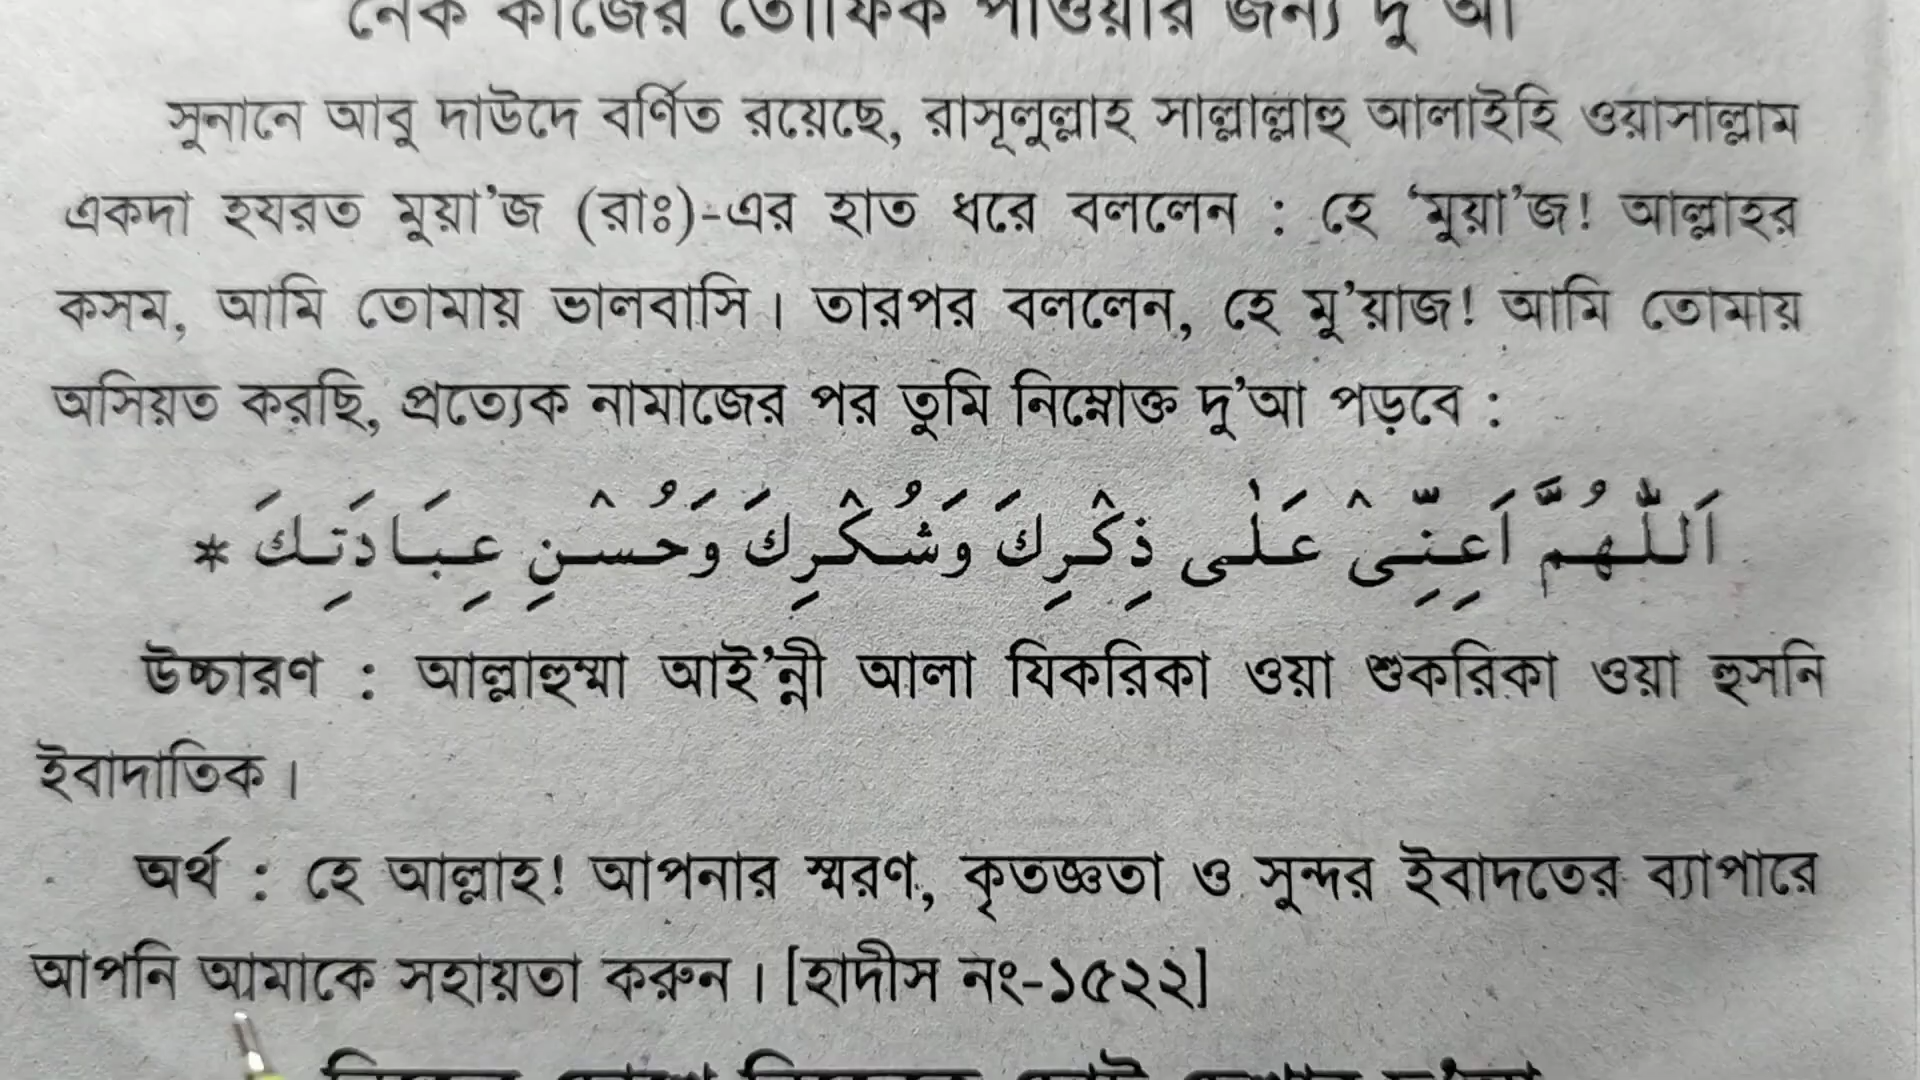 নেক কাজের তৌফিক পাওয়ার জন্য দু'আ
সুনানে আবু দাউদে বর্ণিত রয়েছে, রাসূলুল্লাহ সাল্লাল্লাহু আলাইহি ওয়াসাল্লাম
একদা হযরত মুয়া'জ (রাঃ)-এর হাত ধরে বললেন : হে ‘মুয়া'জ! আল্লাহর
কসম, আমি তোমায় ভালবাসি। তারপর বললেন, হে মু'য়াজ! আমি তোমায়
অসিয়ত করছি, প্রত্যেক নামাজের পর তুমি নিম্নোক্ত দু'আ পড়বে :
اَللّٰهُمَّ اَعِنِّىْ عَلٰى ذِكْرِكَ وَشُكْرِكَ وَحُسْنِ عِبَادَتِكَ *
উচ্চারণ : আল্লাহুম্মা আই'ন্নী আলা যিকরিকা ওয়া শুকরিকা ওয়া হুসনি
ইবাদাতিক।
অর্থ : হে আল্লাহ! আপনার স্মরণ, কৃতজ্ঞতা ও সুন্দর ইবাদতের ব্যাপারে
আপনি আমাকে সহায়তা করুন। [হাদীস নং-১৫২২]